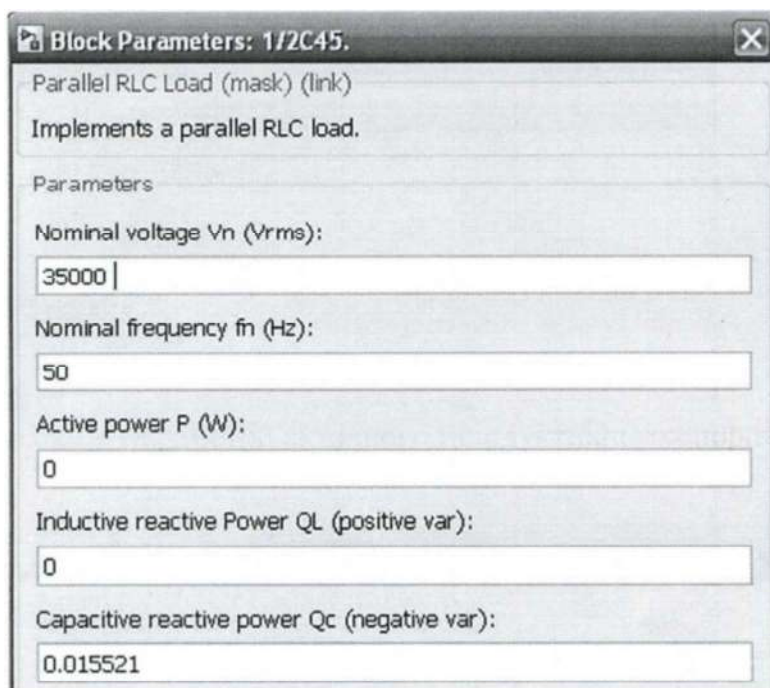 Block Parameters: 1/2C45.
Parallel RLC Load (mask) (link)
Implements a parallel RLC load.
Parameters
Nominal voltage Vn (Vrms):
35000
Nominal frequency fn (Hz):
50
Active power P (W):
0
Inductive reactive Power QL (positive var):
0
Capacitive reactive power Qc (negative var):
0.015521